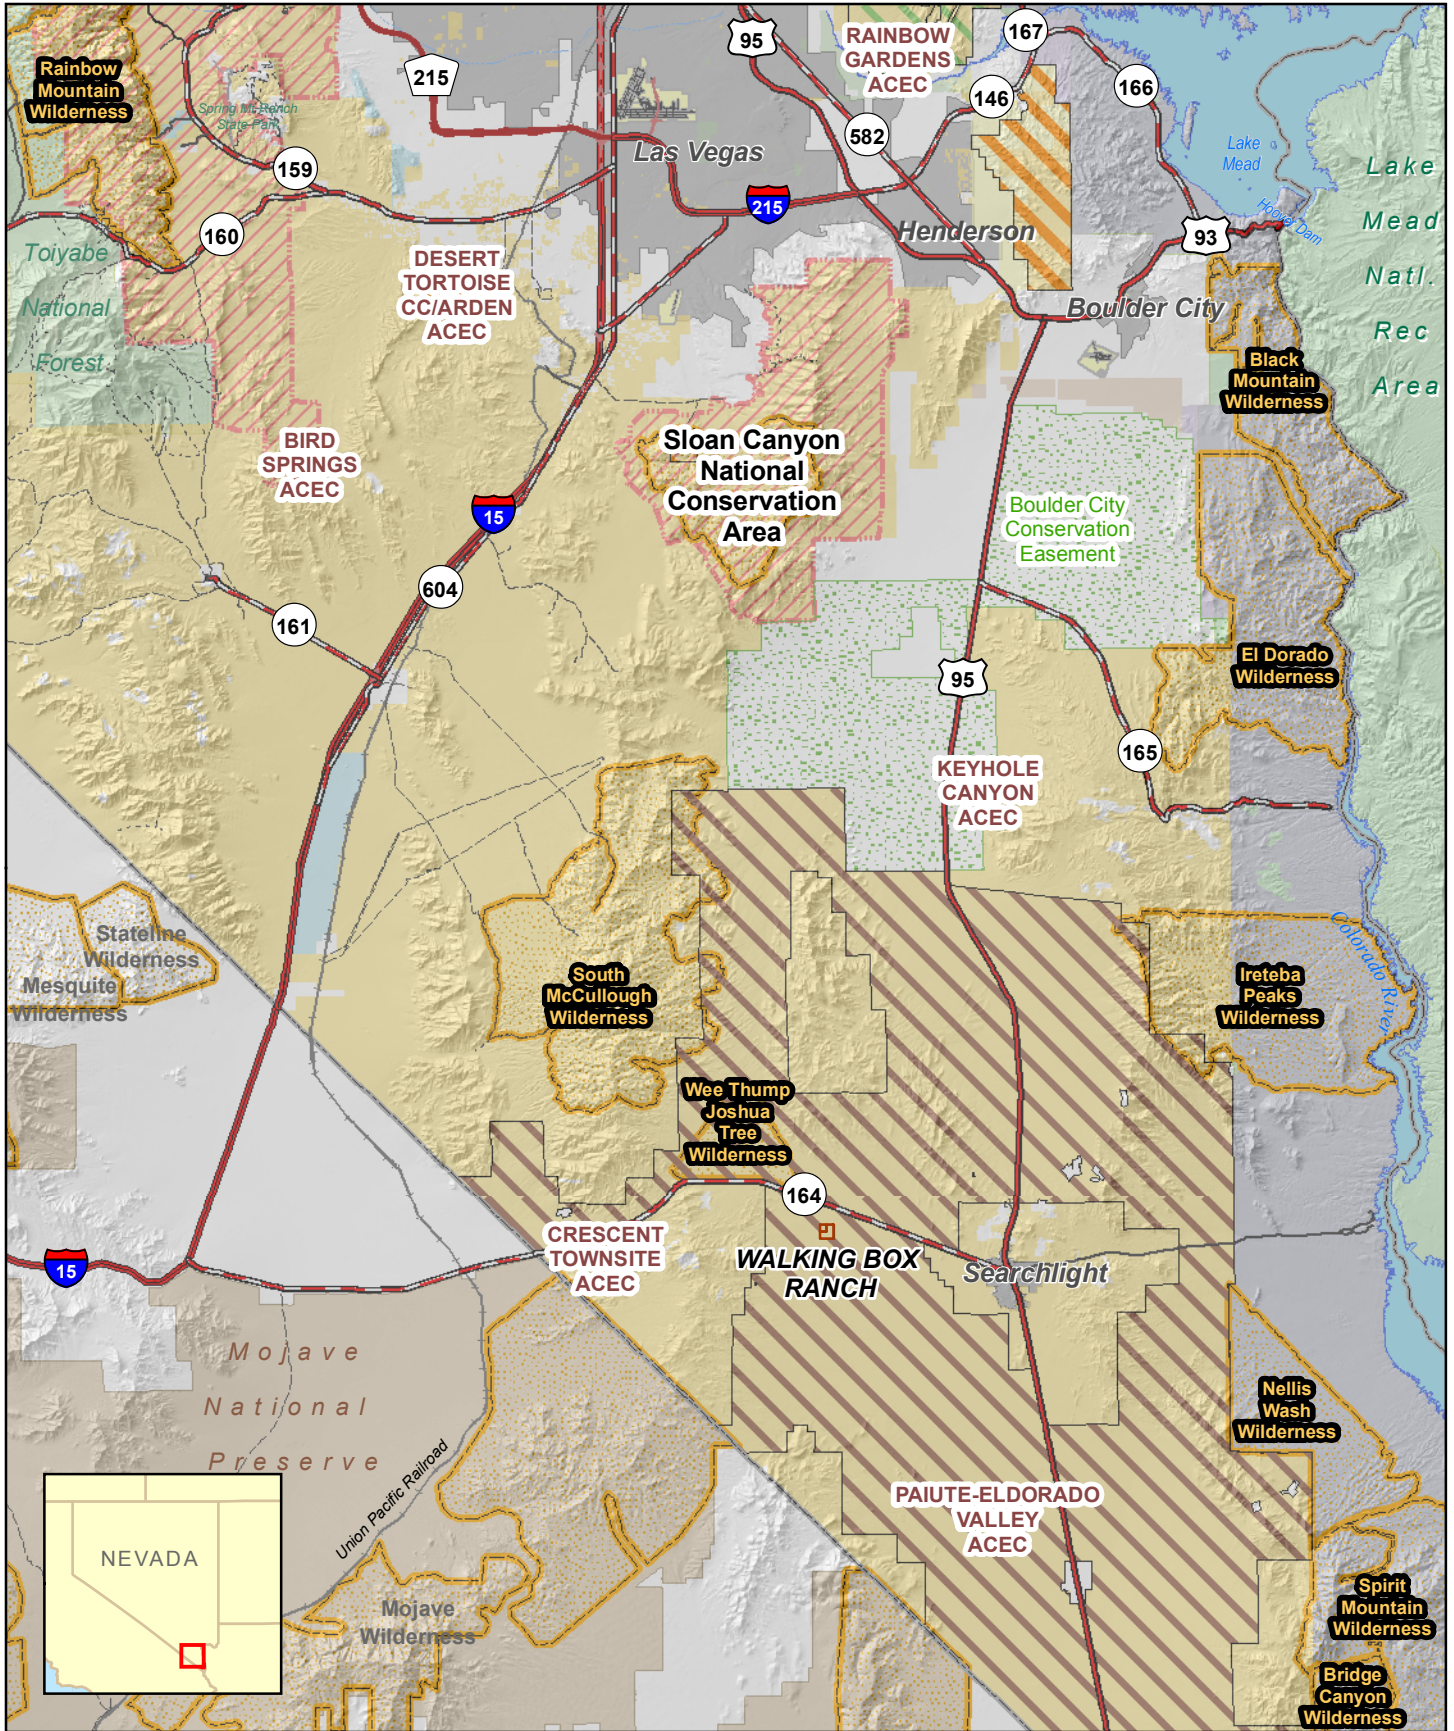 95
167
RAINBOW
GARDENS
ACEC
215
146
166
Rainbow
Mountain
Wilderness
Spring Mt Ranch
State Park
582
Las Vegas
Lake
Mead
159
215
Lake
Mead
Natl.
Rec
Area
Hoover Dam
160
Henderson
93
Toiyabe
National
Forest
DESERT
TORTOISE
CC/ARDEN
ACEC
Boulder City
Black
Mountain
Wilderness
BIRD
SPRINGS
ACEC
Sloan Canyon
National
Conservation
Area
15
Boulder City
Conservation
Easement
604
161
El Dorado
Wilderness
95
165
KEYHOLE
CANYON
ACEC
Stateline
Wilderness
Mesquite
Wilderness
South
McCullough
Wilderness
Ireteba
Peaks
Wilderness
Colorado River
Wee Thump
Joshua
Tree
Wilderness
164
CRESCENT
TOWNSITE
ACEC
WALKING BOX
RANCH
Searchlight
15
Mojave
National
Preserve
Nellis
Wash
Wilderness
Union Pacific Railroad
PAIUTE-ELDORADO
VALLEY
ACEC
NEVADA
Mojave
Wilderness
Spirit
Mountain
Wilderness
Bridge
Canyon
Wilderness